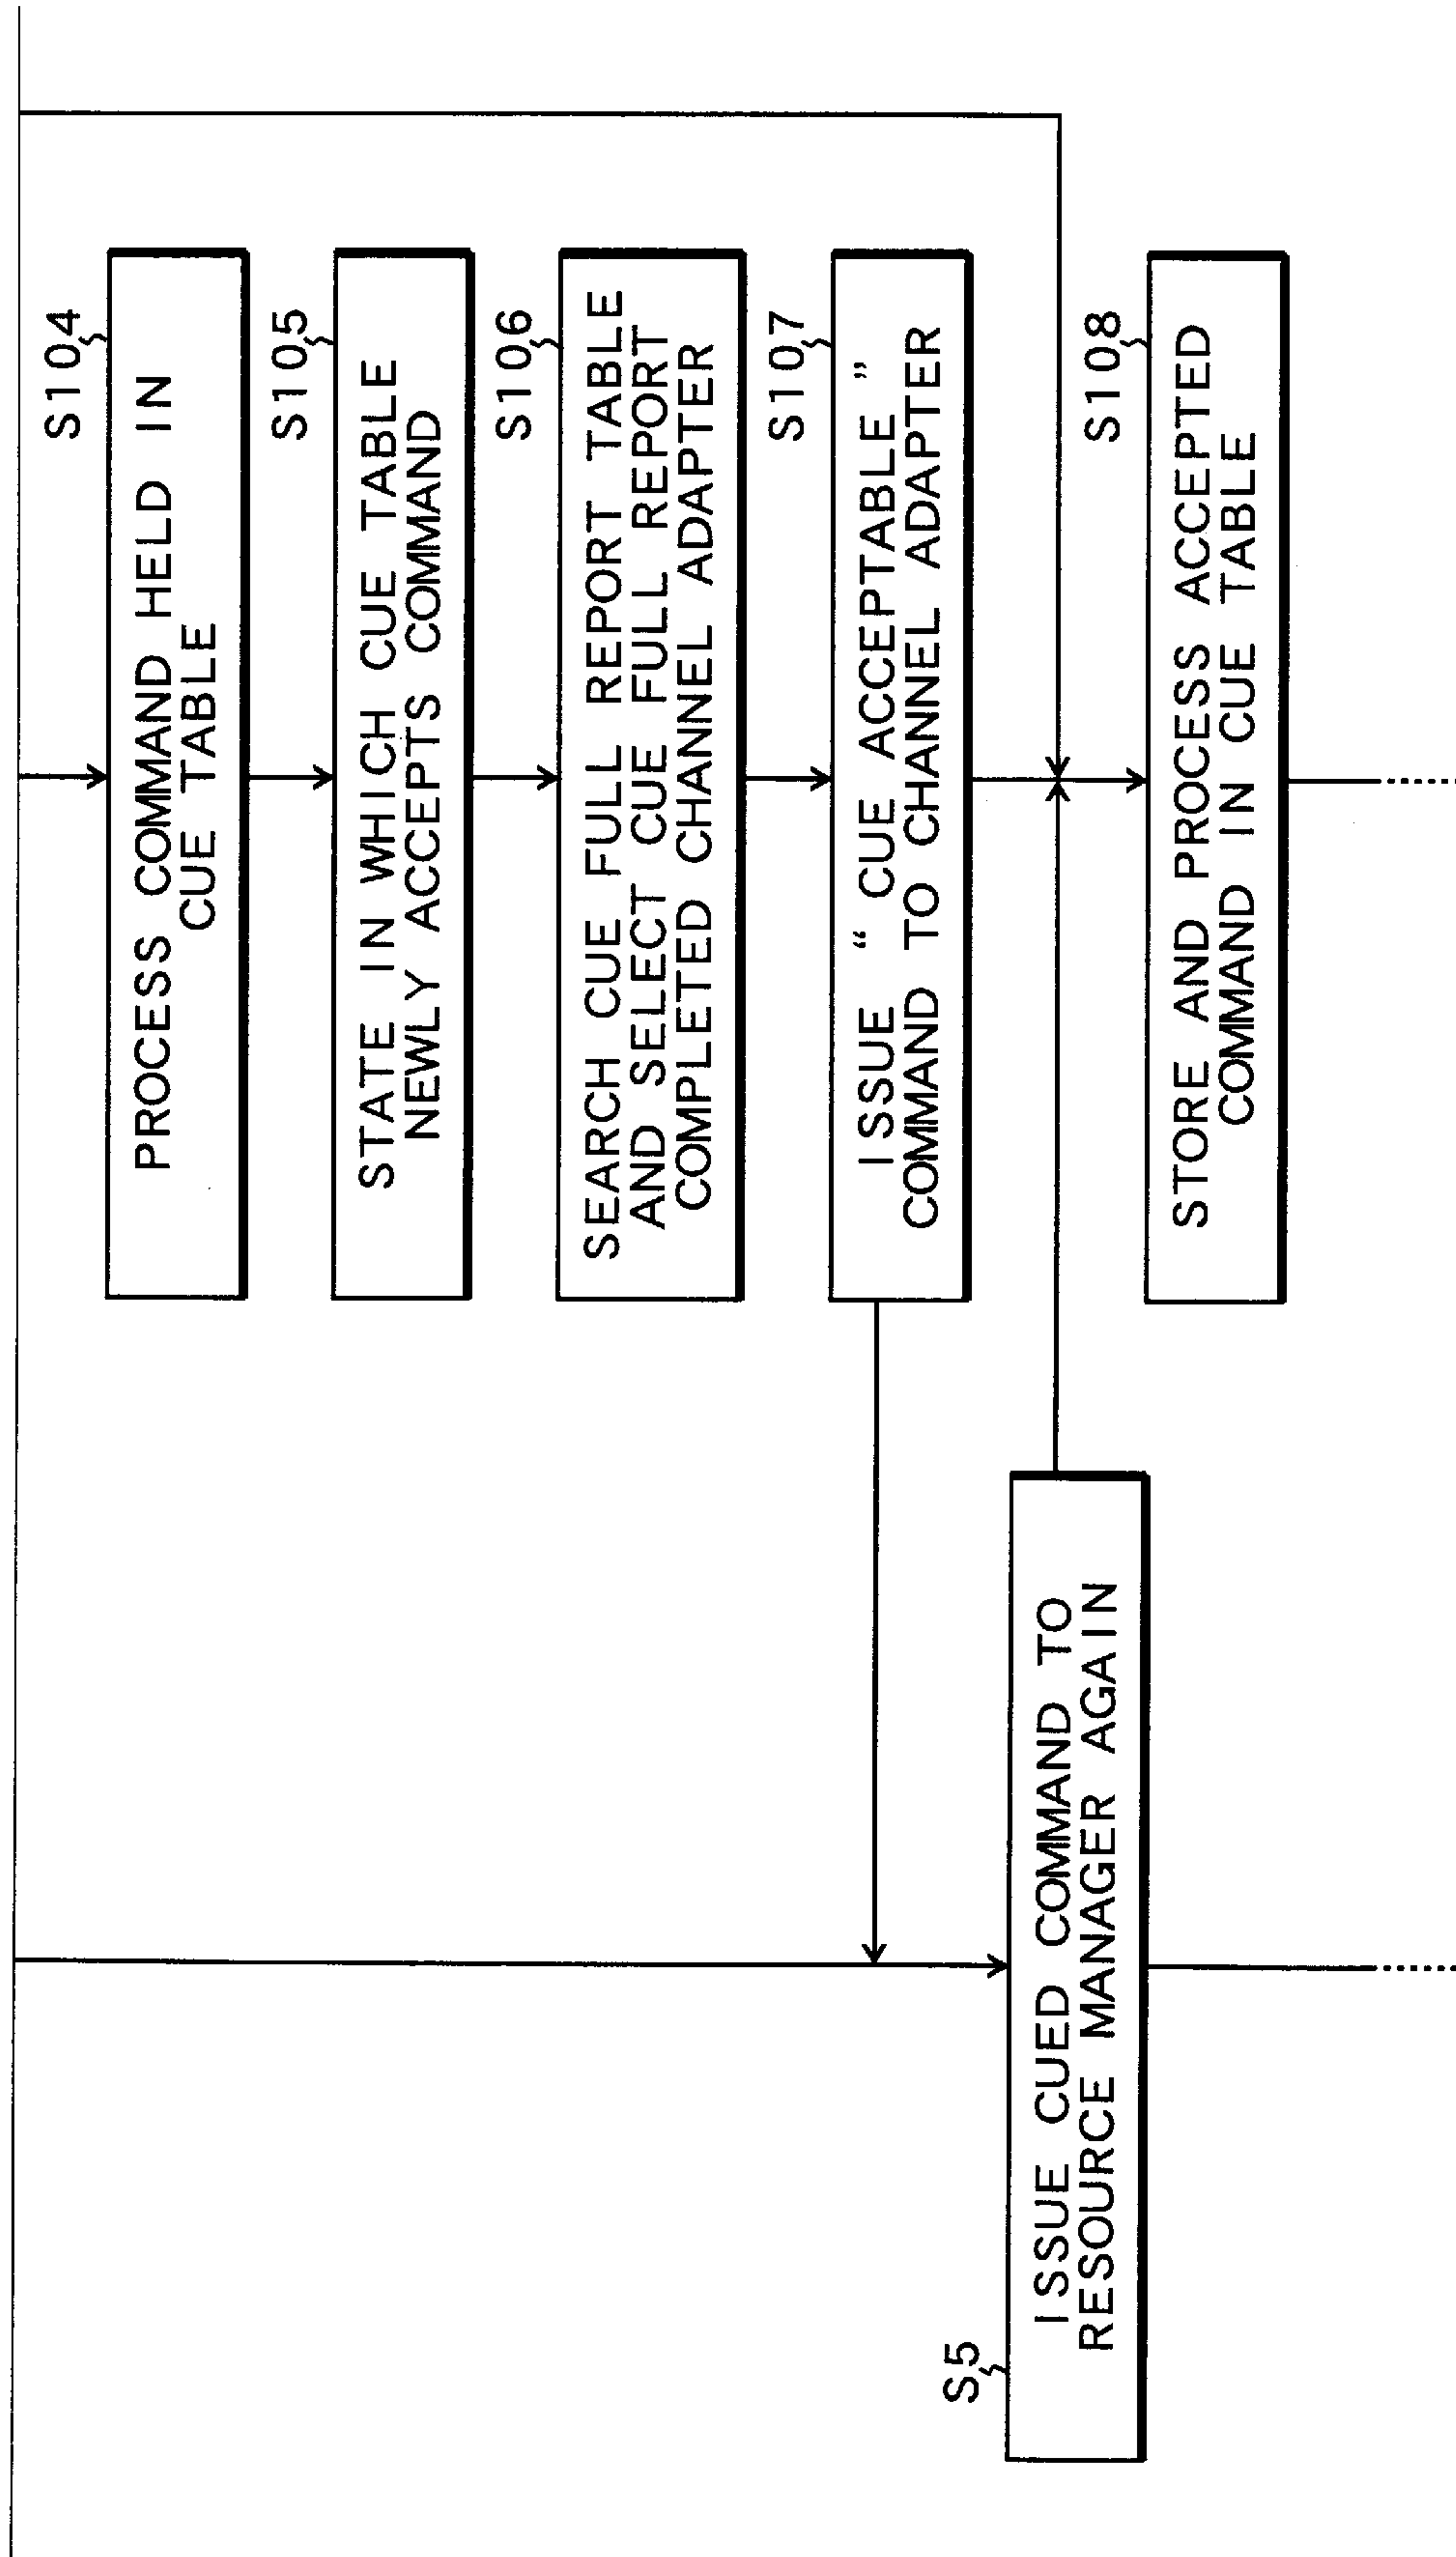 S104
PROCESS COMMAND HELD IN
CUE TABLE
S105
STATE IN WHICH CUE TABLE
NEWLY ACCEPTS COMMAND
S106
SEARCH CUE FULL REPORT TABLE
AND SELECT CUE FULL REPORT
COMPLETED CHANNEL ADAPTER
S107
ISSUE “ CUE ACCEPTABLE ”
COMMAND TO CHANNEL ADAPTER
S5
ISSUE CUED COMMAND TO
RESOURCE MANAGER AGAIN
S108
STORE AND PROCESS ACCEPTED
COMMAND IN CUE TABLE